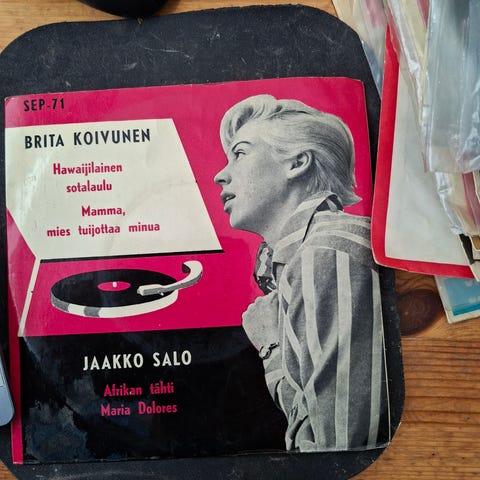 SEP-71
BRITA KOIVUNEN
Hawaijilainen
sotalaulu
Mamma,
mies tuijottaa minua
JAAKKO SALO
Afrikan tähti
Maria Dolores